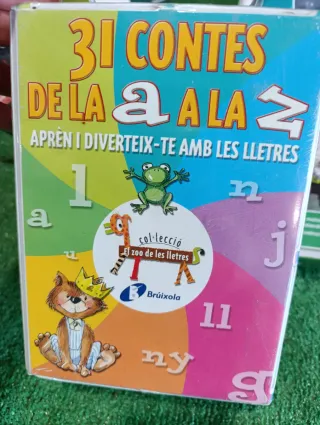 31 CONTES
DE LA a A LA z
APRÈN I DIVERTEIX-TE AMB LES LLETRES
a
n
l
j
u
col·lecció
El zoo de les lletres
B Brúixola
ll
ny
g